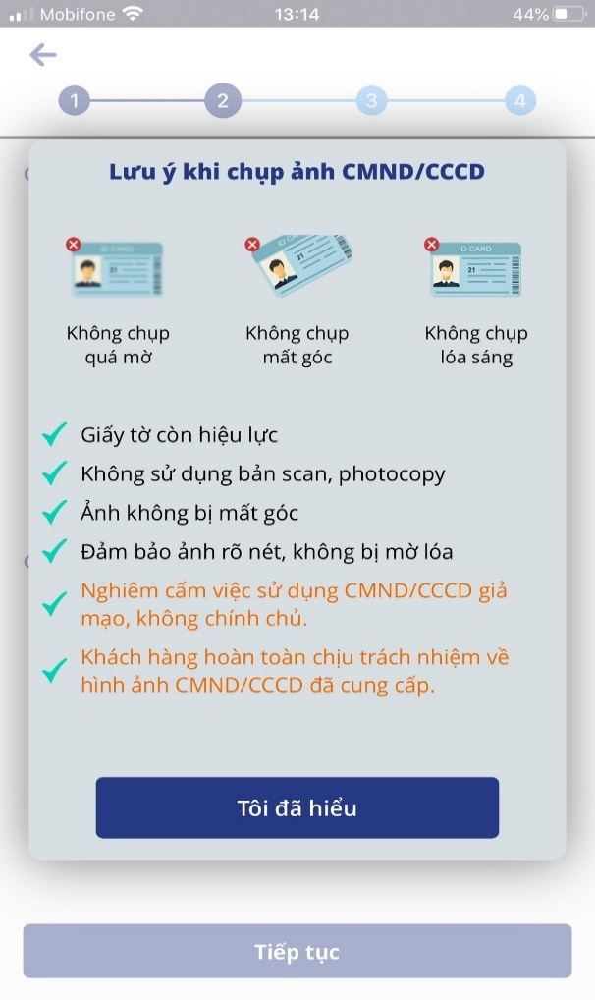 Mobifone 13:14 44%
1 2 3 4
Lưu ý khi chụp ảnh CMND/CCCD
ID CARD ID CARD
21 21 21
Không chụp Không chụp Không chụp
quá mờ mất góc lóa sáng
Giấy tờ còn hiệu lực
Không sử dụng bản scan, photocopy
Ảnh không bị mất góc
Đảm bảo ảnh rõ nét, không bị mờ lóa
Nghiêm cấm việc sử dụng CMND/CCCD giả
mạo, không chính chủ.
Khách hàng hoàn toàn chịu trách nhiệm về
hình ảnh CMND/CCCD đã cung cấp.
Tôi đã hiểu
Tiếp tục